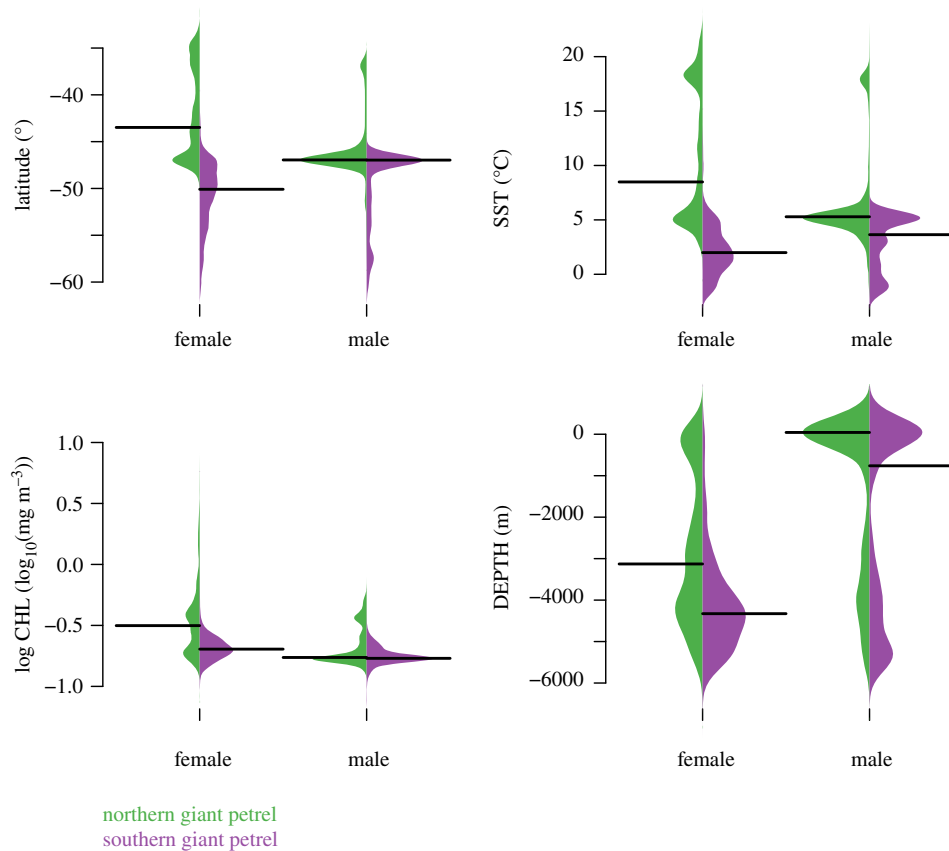 latitude (°)
−40
−50
−60
female
male
SST (°C)
20
15
10
5
0
female
male
log CHL (log10(mg m−3))
1.0
0.5
0.0
−0.5
−1.0
female
male
DEPTH (m)
0
−2000
−4000
−6000
female
male
northern giant petrel
southern giant petrel